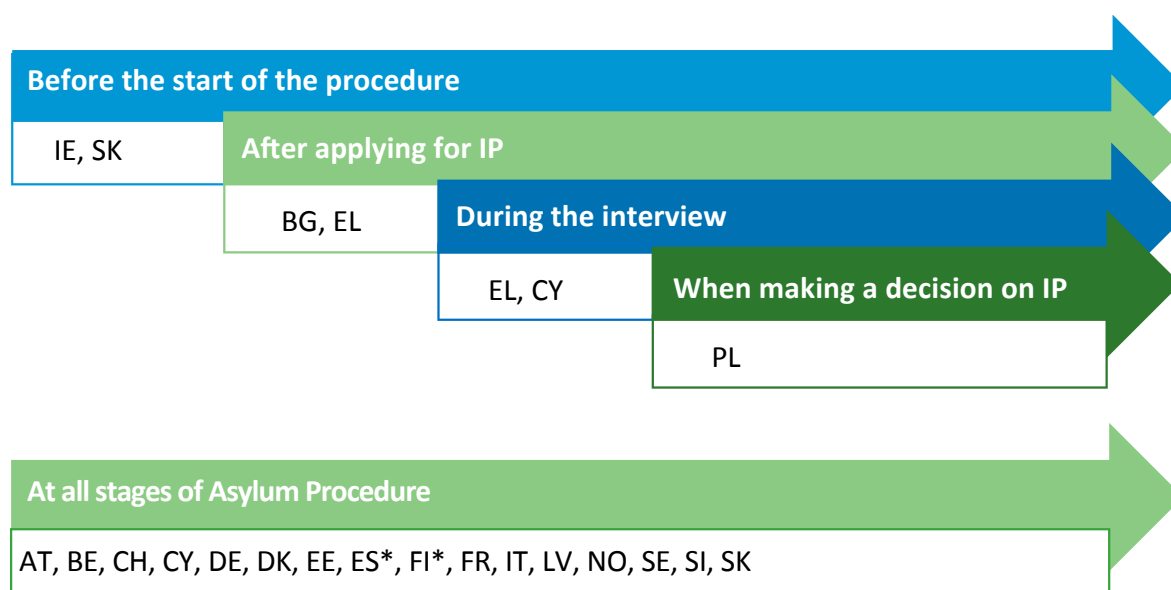 Before the start of the procedure
IE, SK
After applying for IP
BG, EL
During the interview
EL, CY
When making a decision on IP
PL
At all stages of Asylum Procedure
AT, BE, CH, CY, DE, DK, EE, ES*, FI*, FR, IT, LV, NO, SE, SI, SK